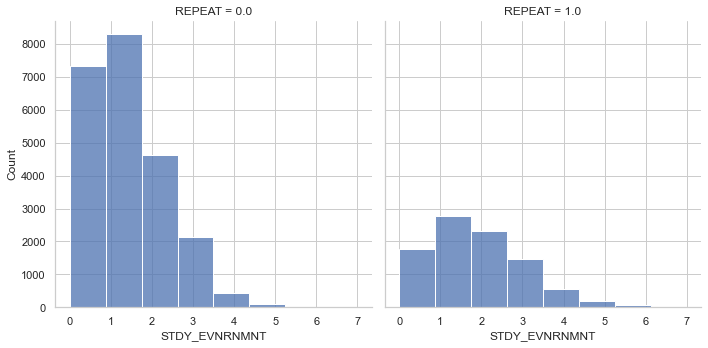 REPEAT = 0.0
REPEAT = 1.0
8000
7000
6000
5000
4000
3000
2000
1000
0
Count
0 1 2 3 4 5 6 7
0 1 2 3 4 5 6 7
STDY_EVNRNMNT
STDY_EVNRNMNT